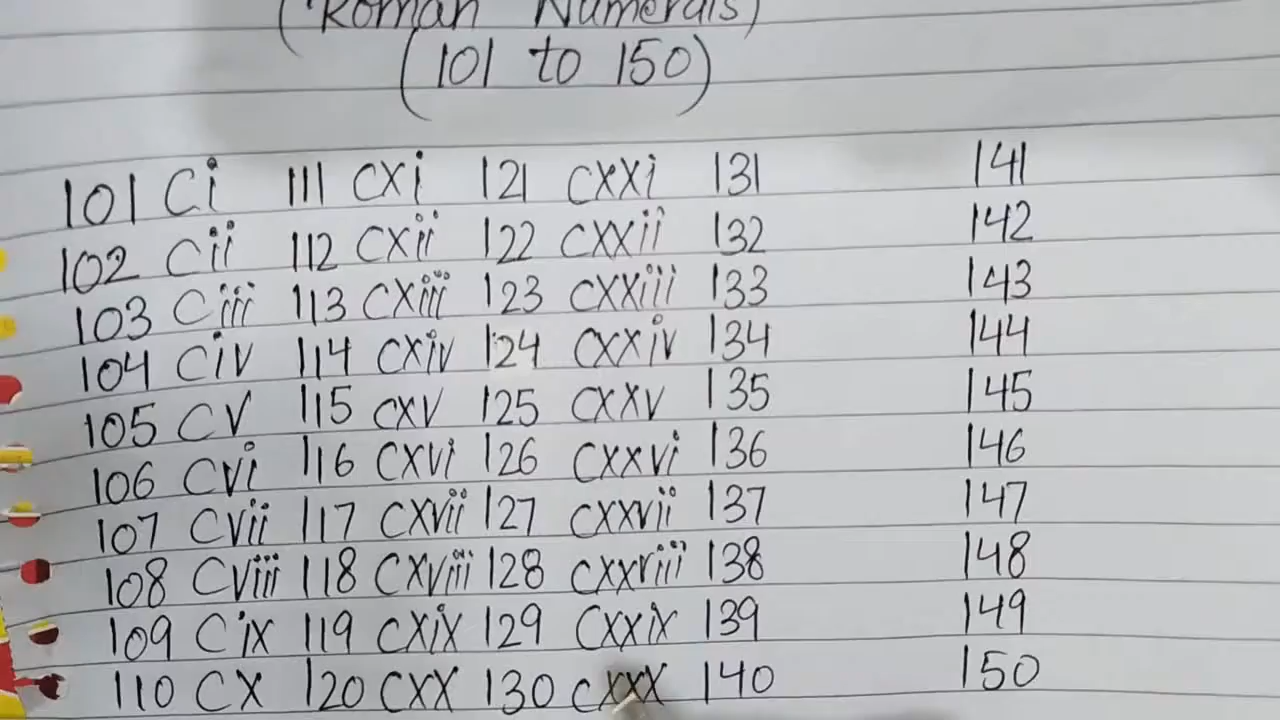 (Roman Numerals)
(101 to 150)
101 Ci 111 CXi 121 CXXi 131 141
102 Cii 112 CXii 122 CXXii 132 142
103 Ciii 113 CXiii 123 CXXiii 133 143
104 Civ 114 CXiv 124 CXXiv 134 144
105 CV 115 CXV 125 CXXV 135 145
106 CVi 116 CXVi 126 CXXVi 136 146
107 CVii 117 CXVii 127 CXXVii 137 147
108 CViii 118 CXViii 128 CXXViii 138 148
109 CiX 119 CXiX 129 CXXiX 139 149
110 CX 120 CXX 130 CXXX 140 150